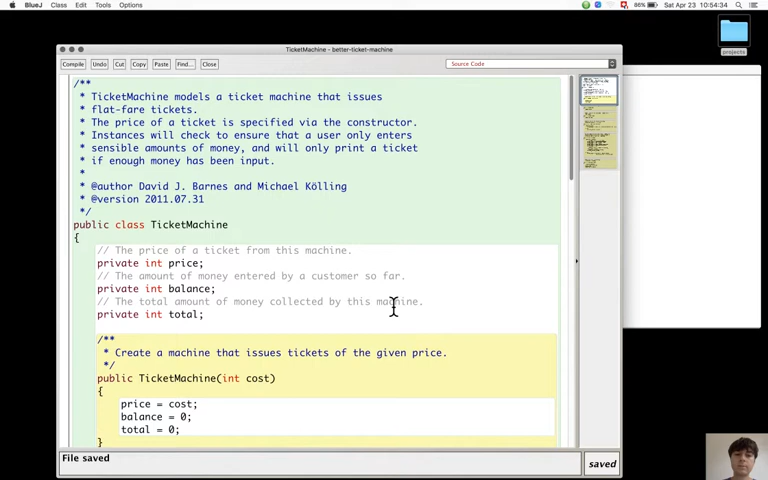 BlueJ Class Edit Tools Options
86% Sat Apr 23 10:54:34
TicketMachine - better-ticket-machine
Compile Undo Cut Copy Paste Find... Close
Source Code
projects
/**
* TicketMachine models a ticket machine that issues
* flat-fare tickets.
* The price of a ticket is specified via the constructor.
* Instances will check to ensure that a user only enters
* sensible amounts of money, and will only print a ticket
* if enough money has been input.
*
* @author David J. Barnes and Michael Kölling
* @version 2011.07.31
*/
public class TicketMachine
{
// The price of a ticket from this machine.
private int price;
// The amount of money entered by a customer so far.
private int balance;
// The total amount of money collected by this machine.
private int total;
/**
* Create a machine that issues tickets of the given price.
*/
public TicketMachine(int cost)
{
price = cost;
balance = 0;
total = 0;
}
File saved
saved